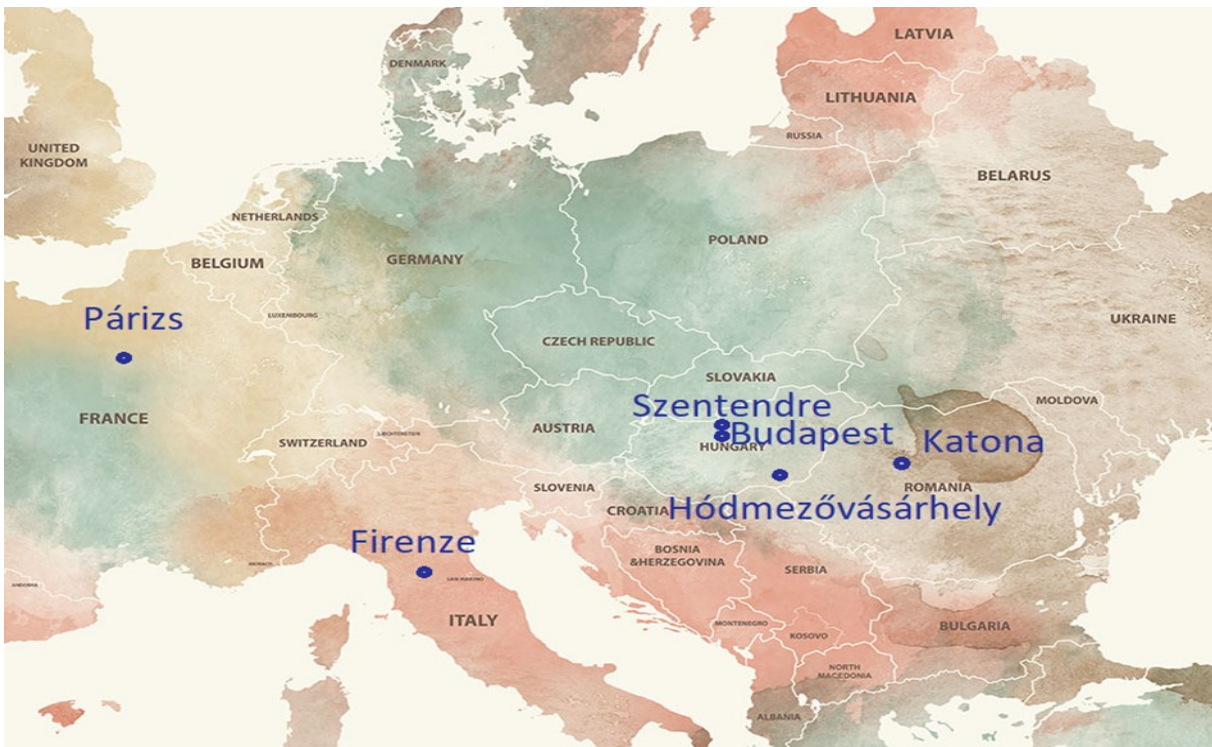 LATVIA
DENMARK
LITHUANIA
RUSSIA
UNITED
KINGDOM
BELARUS
NETHERLANDS
POLAND
BELGIUM
GERMANY
LUXEMBOURG
Párizs
UKRAINE
CZECH REPUBLIC
SLOVAKIA
MOLDOVA
Szentendre
FRANCE
AUSTRIA
LIECHTENSTEIN
SWITZERLAND
Budapest
HUNGARY
Katona
SLOVENIA
ROMANIA
CROATIA
Hódmezővásárhely
Firenze
BOSNIA
&HERZEGOVINA
MONACO
SERBIA
SAN MARINO
ANDORRA
ITALY
MONTENEGRO
BULGARIA
KOSOVO
NORTH
MACEDONIA
ALBANIA